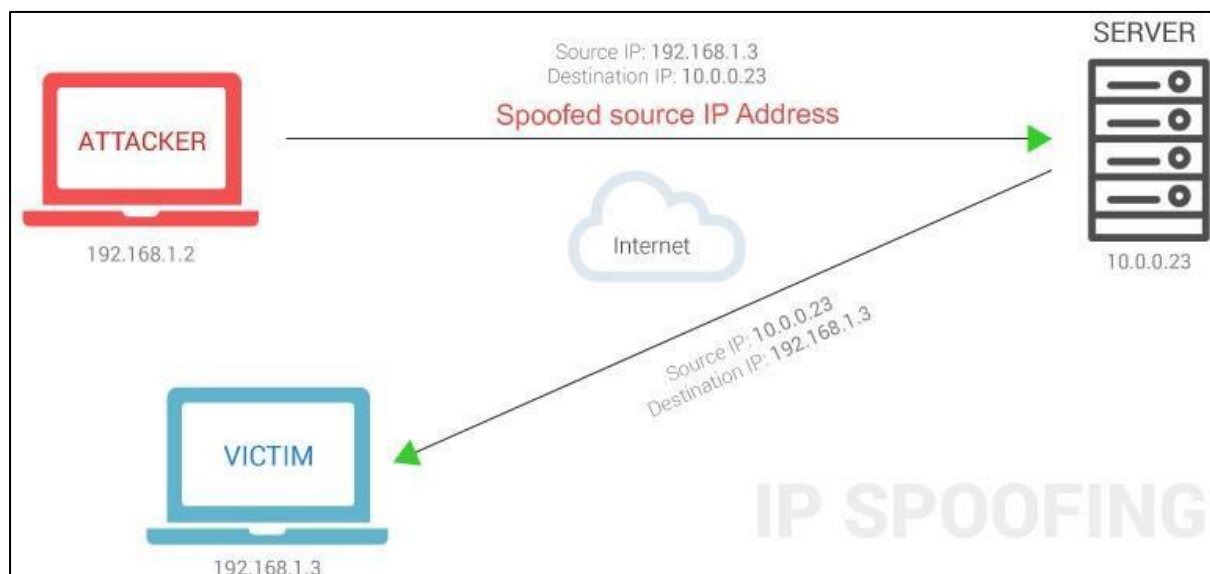 SERVER
Source IP: 192.168.1.3
Destination IP: 10.0.0.23
Spoofed source IP Address
ATTACKER
192.168.1.2
Internet
10.0.0.23
Source IP: 10.0.0.23
Destination IP: 192.168.1.3
VICTIM
192.168.1.3
IP SPOOFING